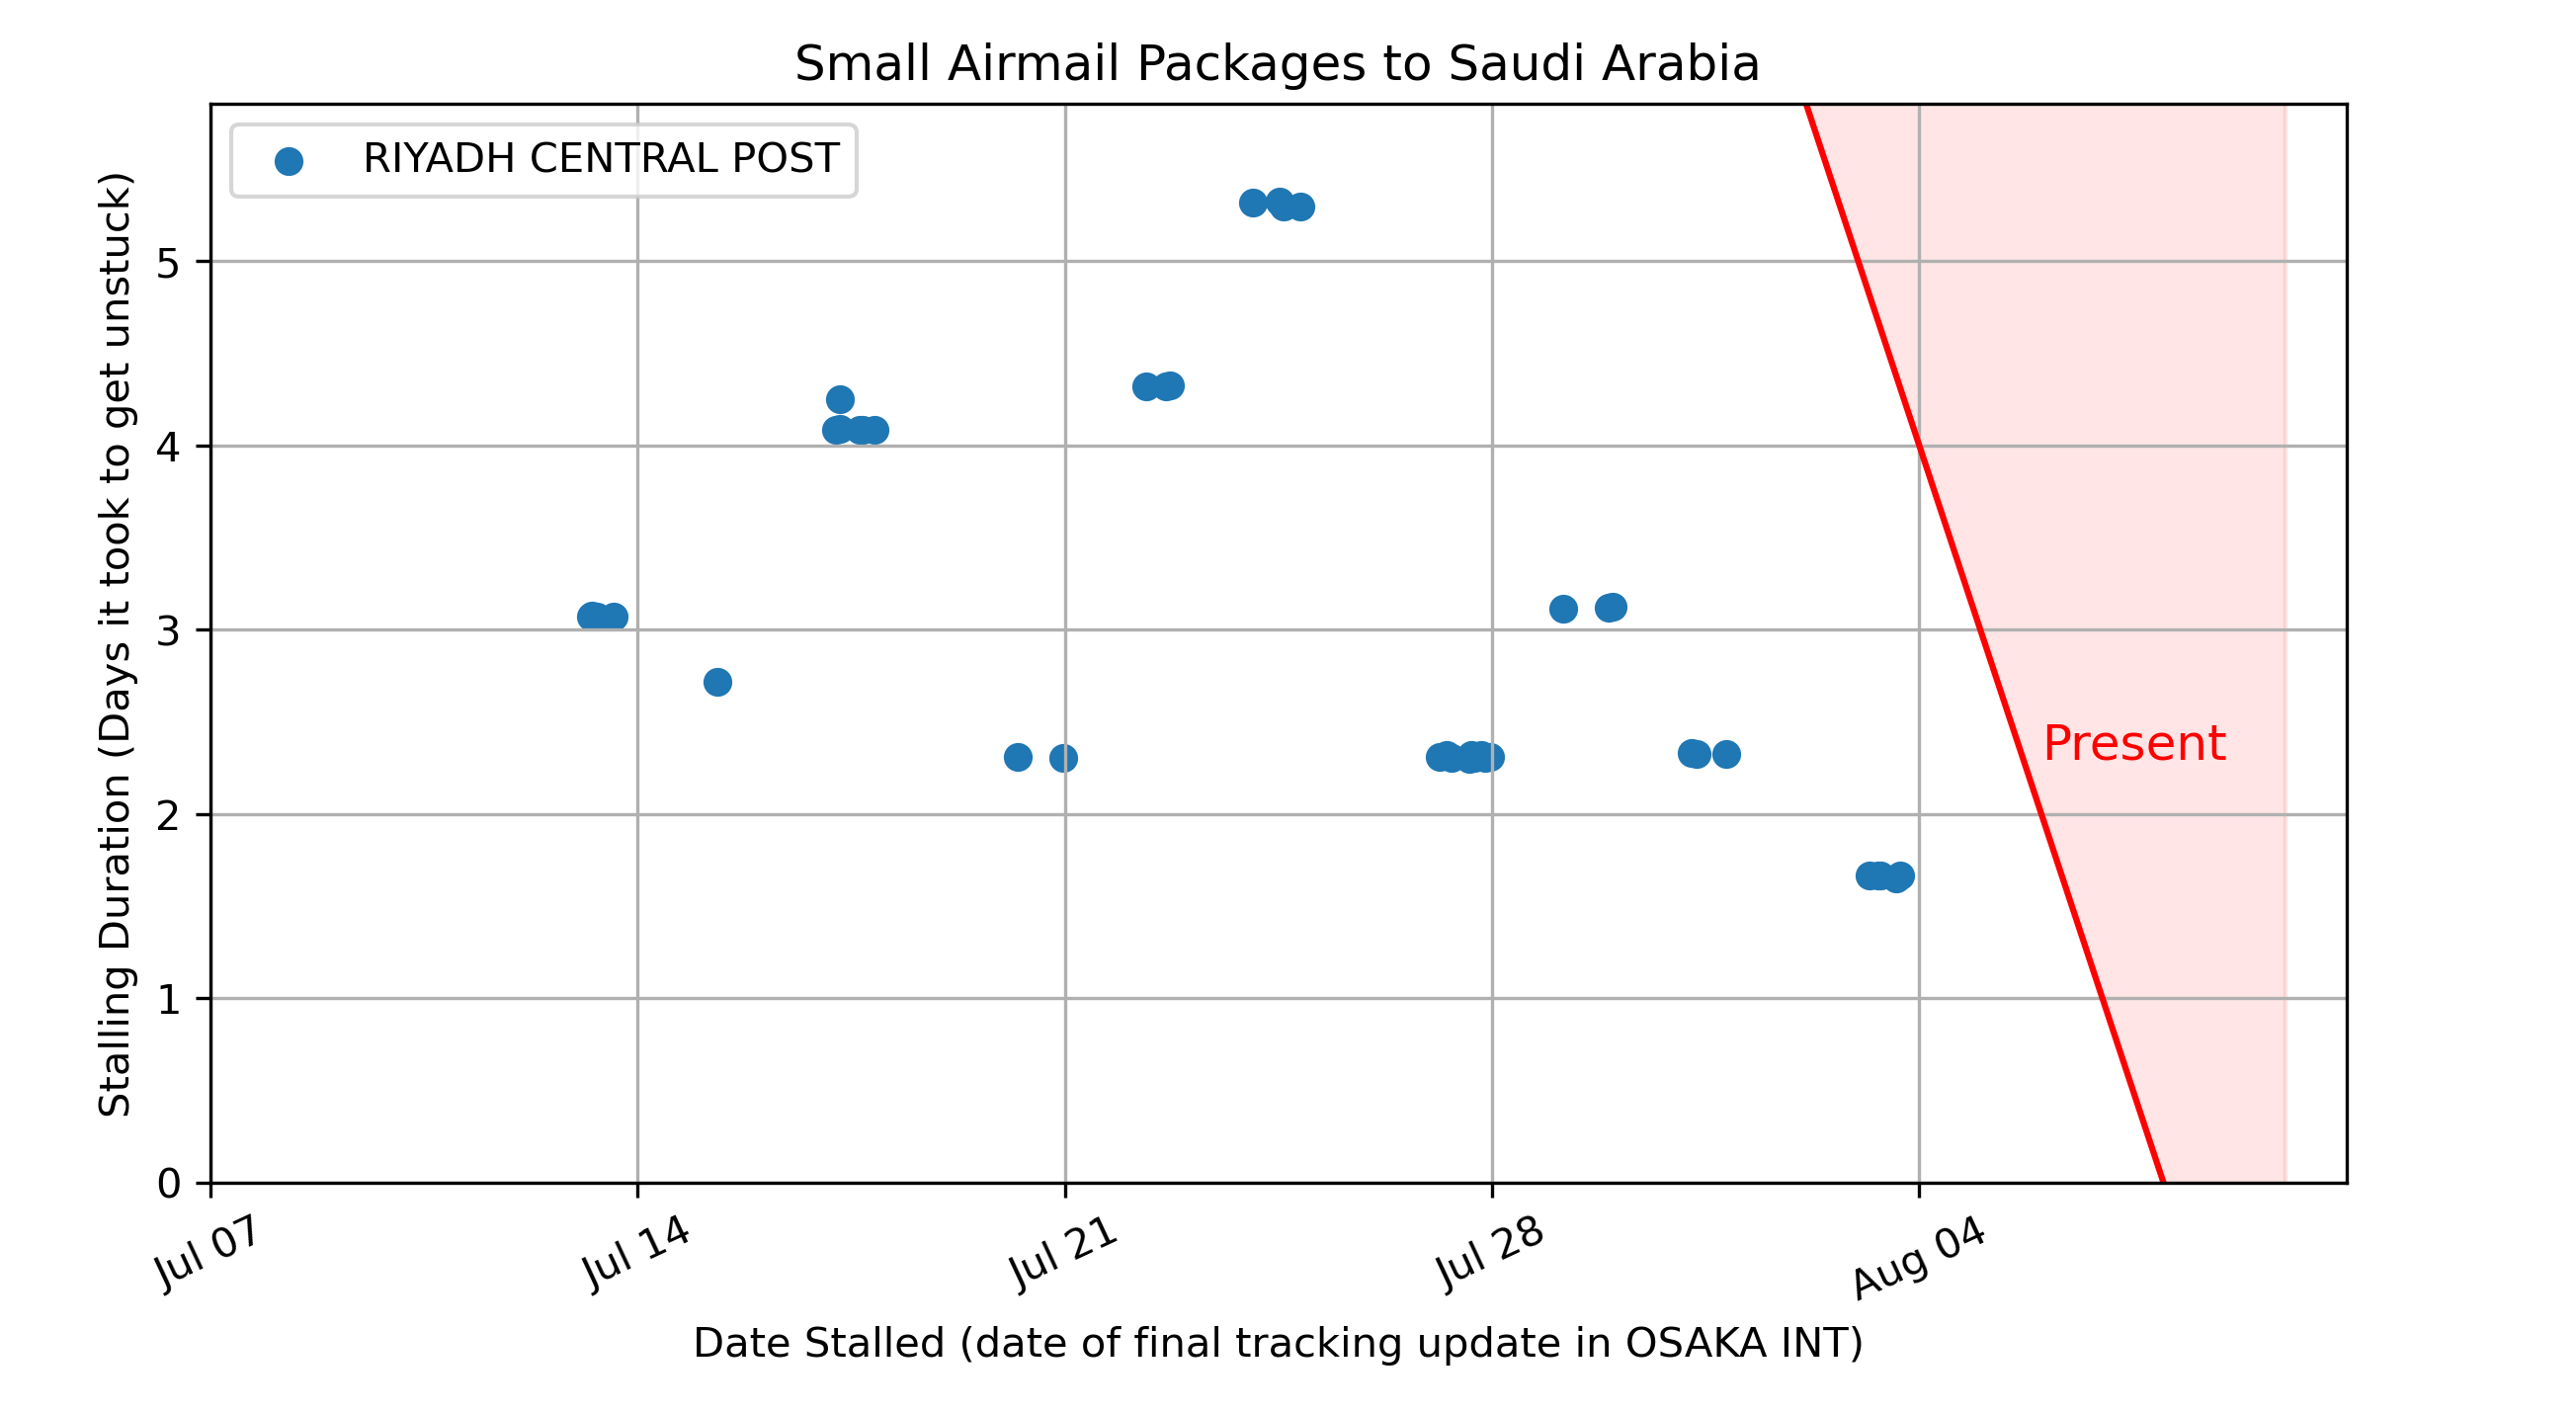 Small Airmail Packages to Saudi Arabia
RIYADH CENTRAL POST
Stalling Duration (Days it took to get unstuck)
5
4
3
2
1
0
Present
Jul 07
Jul 14
Jul 21
Jul 28
Aug 04
Date Stalled (date of final tracking update in OSAKA INT)